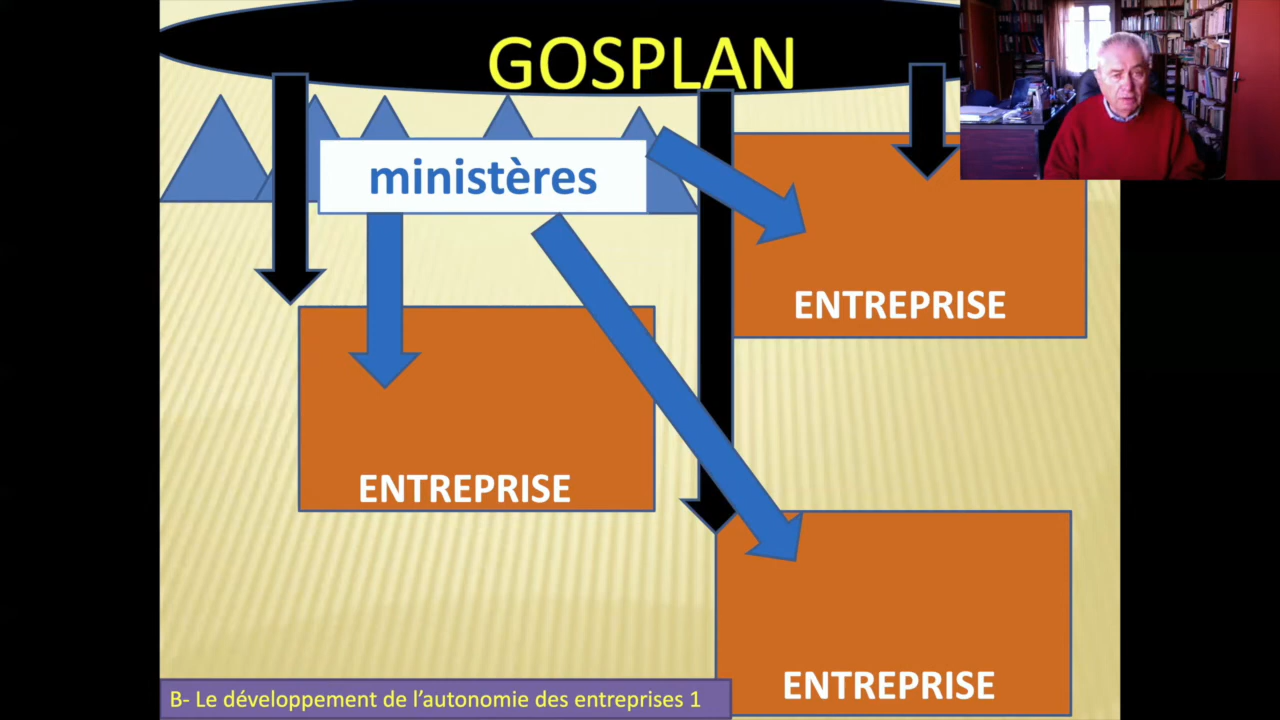 GOSPLAN
ministères
ENTREPRISE
ENTREPRISE
ENTREPRISE
B- Le développement de l’autonomie des entreprises 1